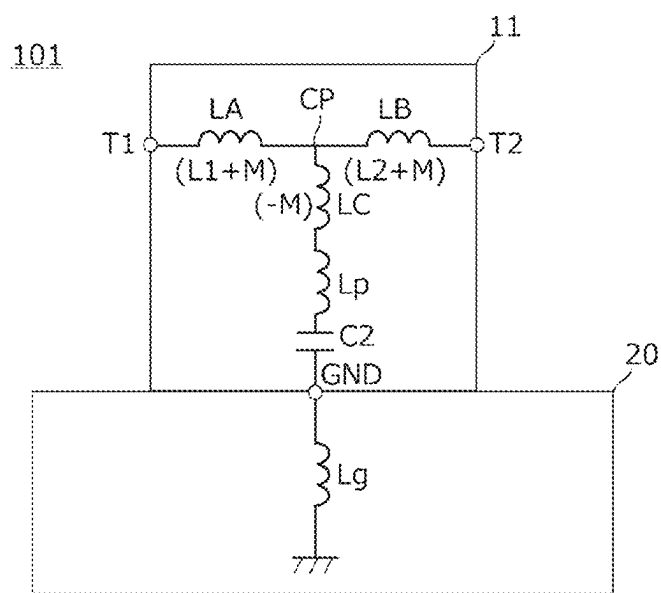 101
11
LA
CP
LB
T1
T2
(L1+M)
(L2+M)
(-M)
LC
Lp
C2
GND
20
Lg